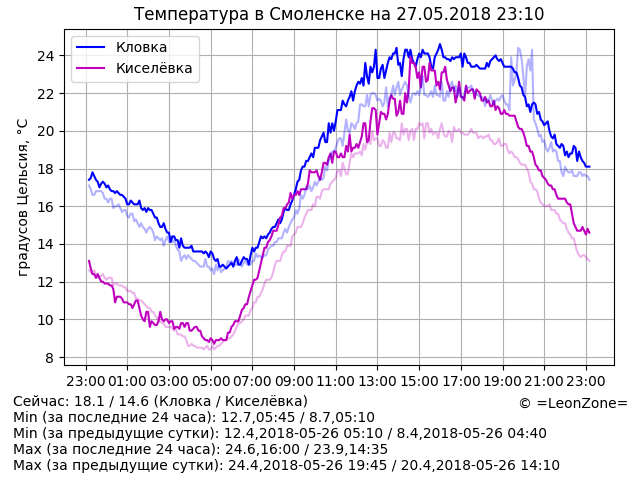 Температура в Смоленске на 27.05.2018 23:10
Кловка
Киселёвка
градусов Цельсия, °C
24
22
20
18
16
14
12
10
8
23:00 01:00 03:00 05:00 07:00 09:00 11:00 13:00 15:00 17:00 19:00 21:00 23:00
Сейчас: 18.1 / 14.6 (Кловка / Киселёвка)
© =LeonZone=
Min (за последние 24 часа): 12.7,05:45 / 8.7,05:10
Min (за предыдущие сутки): 12.4,2018-05-26 05:10 / 8.4,2018-05-26 04:40
Max (за последние 24 часа): 24.6,16:00 / 23.9,14:35
Max (за предыдущие сутки): 24.4,2018-05-26 19:45 / 20.4,2018-05-26 14:10